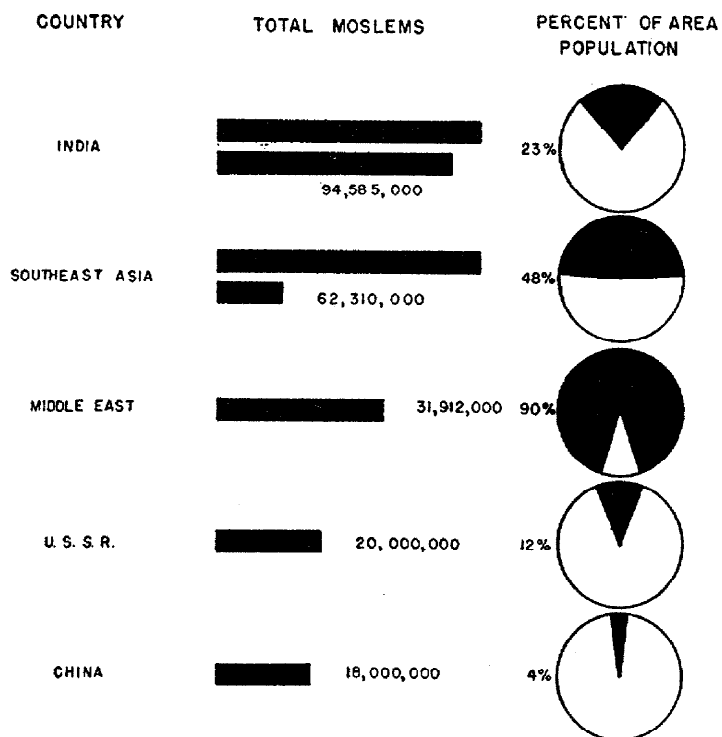 COUNTRY TOTAL MOSLEMS PERCENT OF AREA
POPULATION
INDIA 23%
94,585,000
SOUTHEAST ASIA 48%
62,310,000
MIDDLE EAST 31,912,000 90%
U. S. S. R. 20,000,000 12%
CHINA 18,000,000 4%